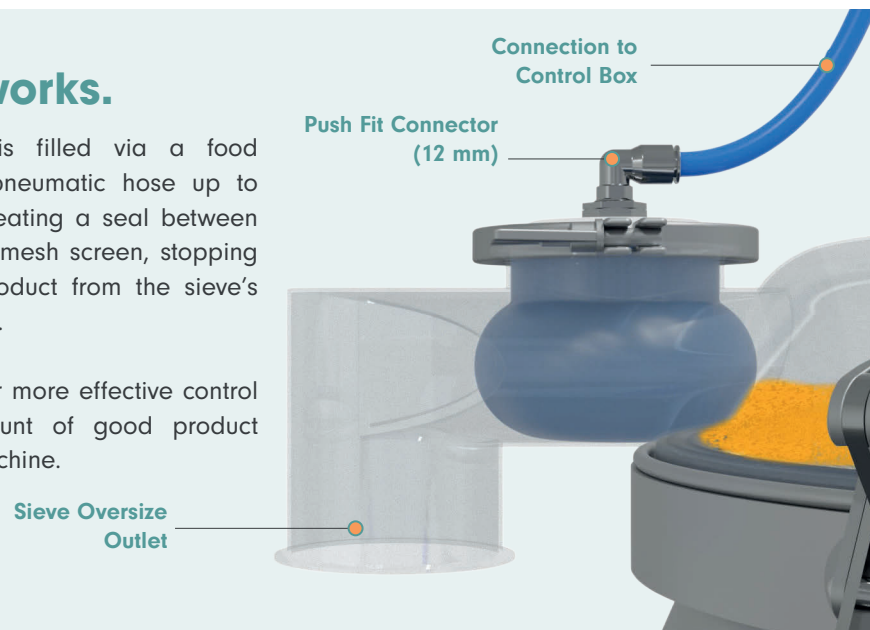 works.
is filled via a food
pneumatic hose up to
eating a seal between
mesh screen, stopping
oduct from the sieve's
.
r more effective control
unt of good product
chine.
Connection to
Control Box
Push Fit Connector
(12 mm)
Sieve Oversize
Outlet